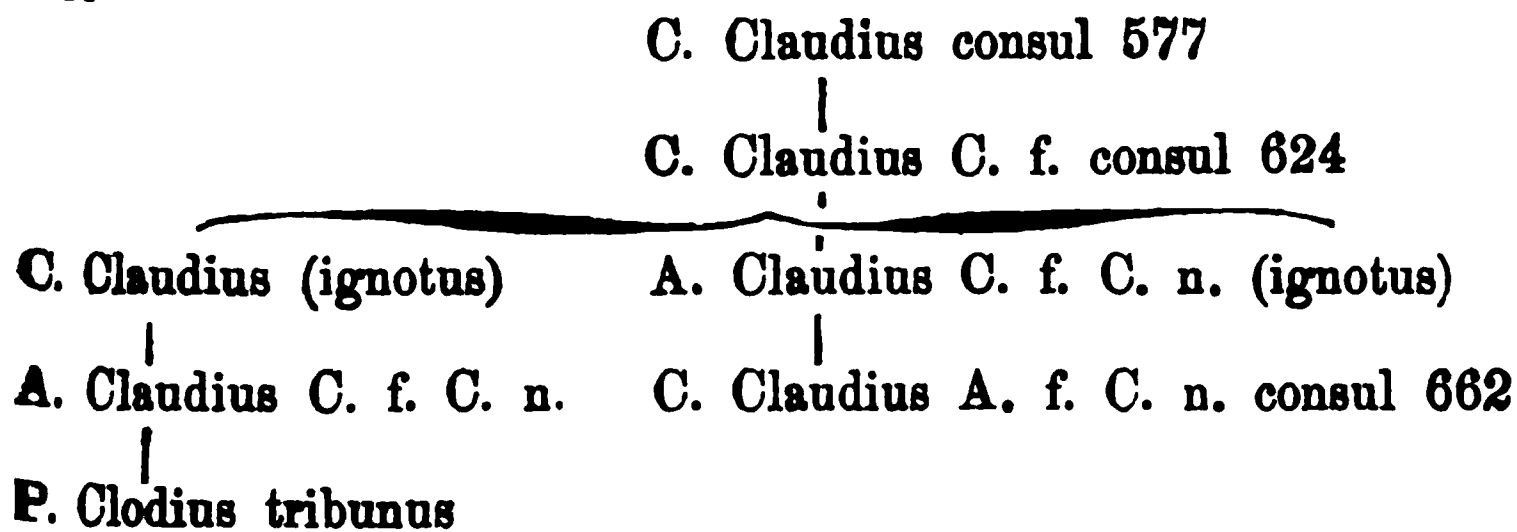 C. Claudius consul 577
C. Claudius C. f. consul 624
C. Claudius (ignotus) A. Claudius C. f. C. n. (ignotus)
A. Claudius C. f. C. n. C. Claudius A. f. C. n. consul 662
P. Clodius tribunus